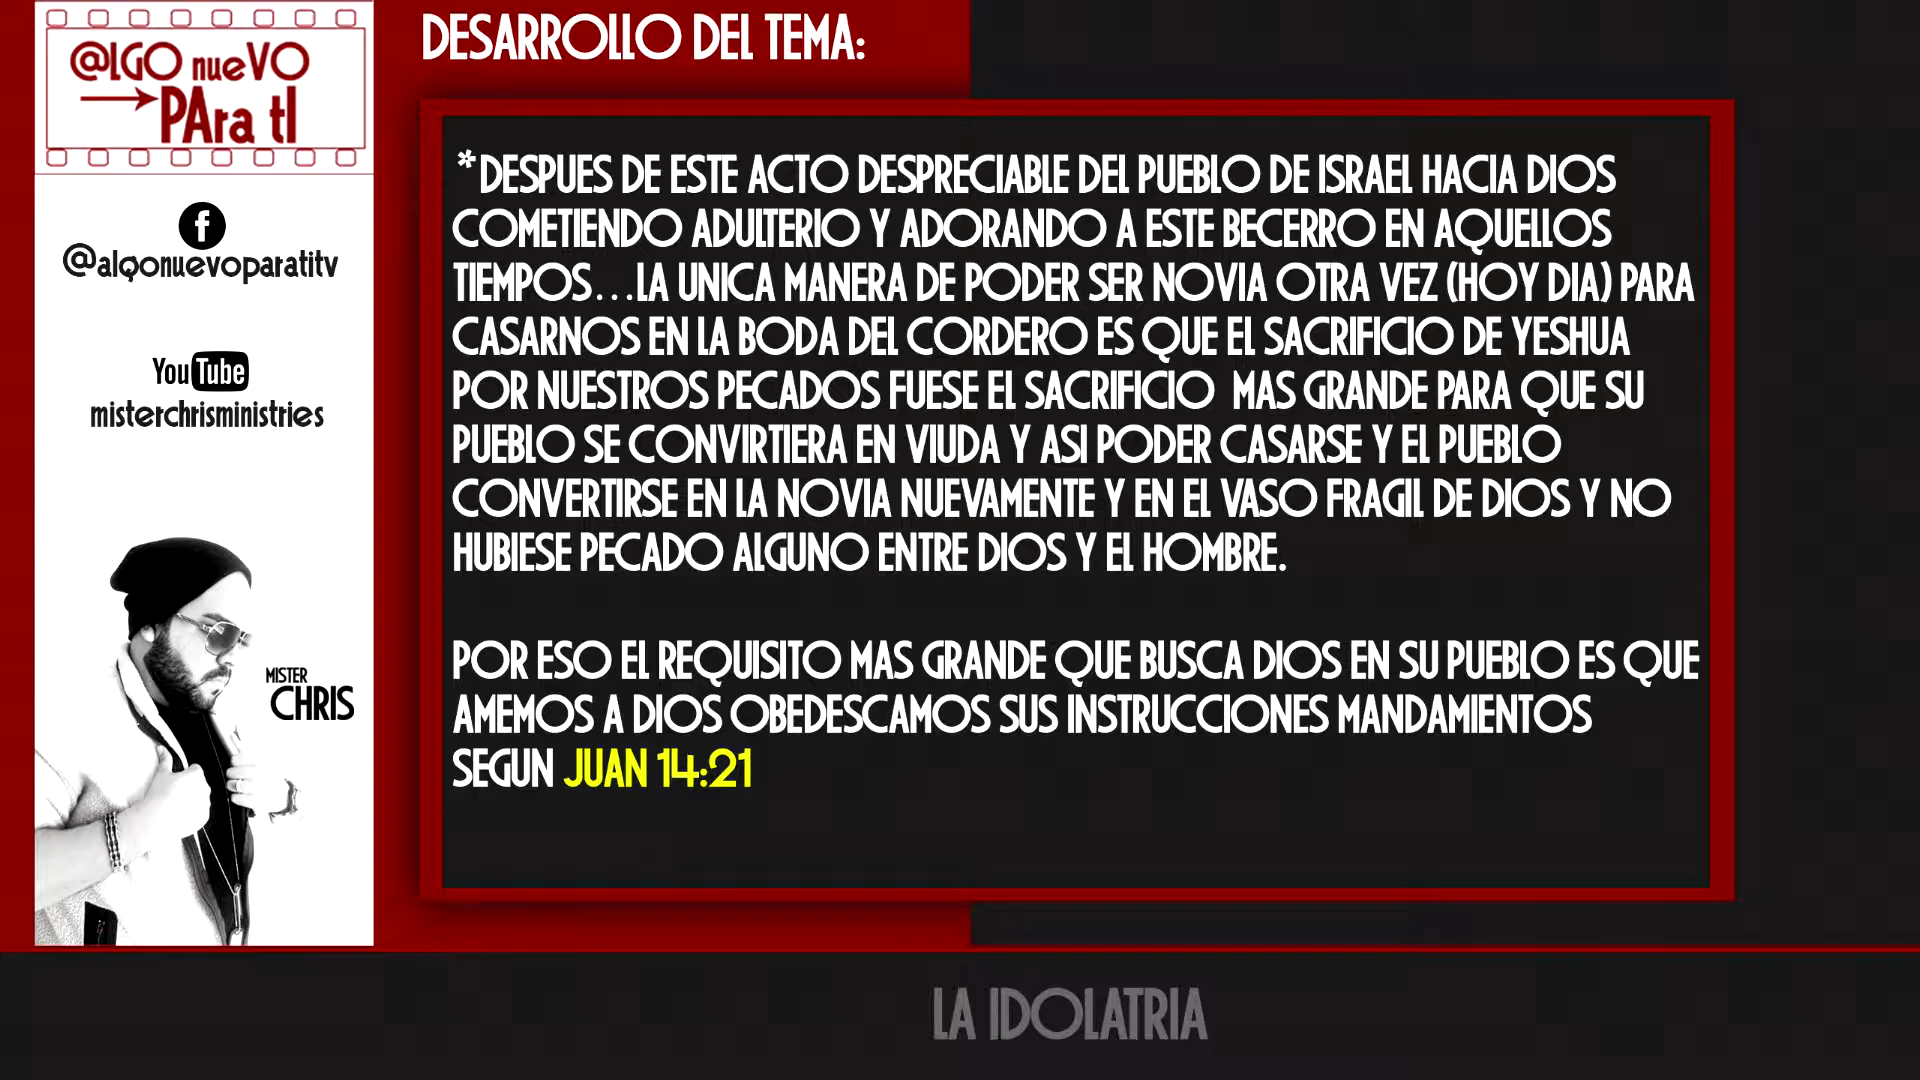 @LGO nueVO
PAra tI
@algonuevoparatitv
YouTube
misterchrisministries
MISTER
CHRIS
DESARROLLO DEL TEMA:
*DESPUES DE ESTE ACTO DESPRECIABLE DEL PUEBLO DE ISRAEL HACIA DIOS
COMETIENDO ADULTERIO Y ADORANDO A ESTE BECERRO EN AQUELLOS
TIEMPOS...LA UNICA MANERA DE PODER SER NOVIA OTRA VEZ (HOY DIA) PARA
CASARNOS EN LA BODA DEL CORDERO ES QUE EL SACRIFICIO DE YESHUA
POR NUESTROS PECADOS FUESE EL SACRIFICIO MAS GRANDE PARA QUE SU
PUEBLO SE CONVIRTIERA EN VIUDA Y ASI PODER CASARSE Y EL PUEBLO
CONVERTIRSE EN LA NOVIA NUEVAMENTE Y EN EL VASO FRAGIL DE DIOS Y NO
HUBIESE PECADO ALGUNO ENTRE DIOS Y EL HOMBRE.
POR ESO EL REQUISITO MAS GRANDE QUE BUSCA DIOS EN SU PUEBLO ES QUE
AMEMOS A DIOS OBEDESCAMOS SUS INSTRUCCIONES MANDAMIENTOS
SEGUN JUAN 14:21
LA IDOLATRIA